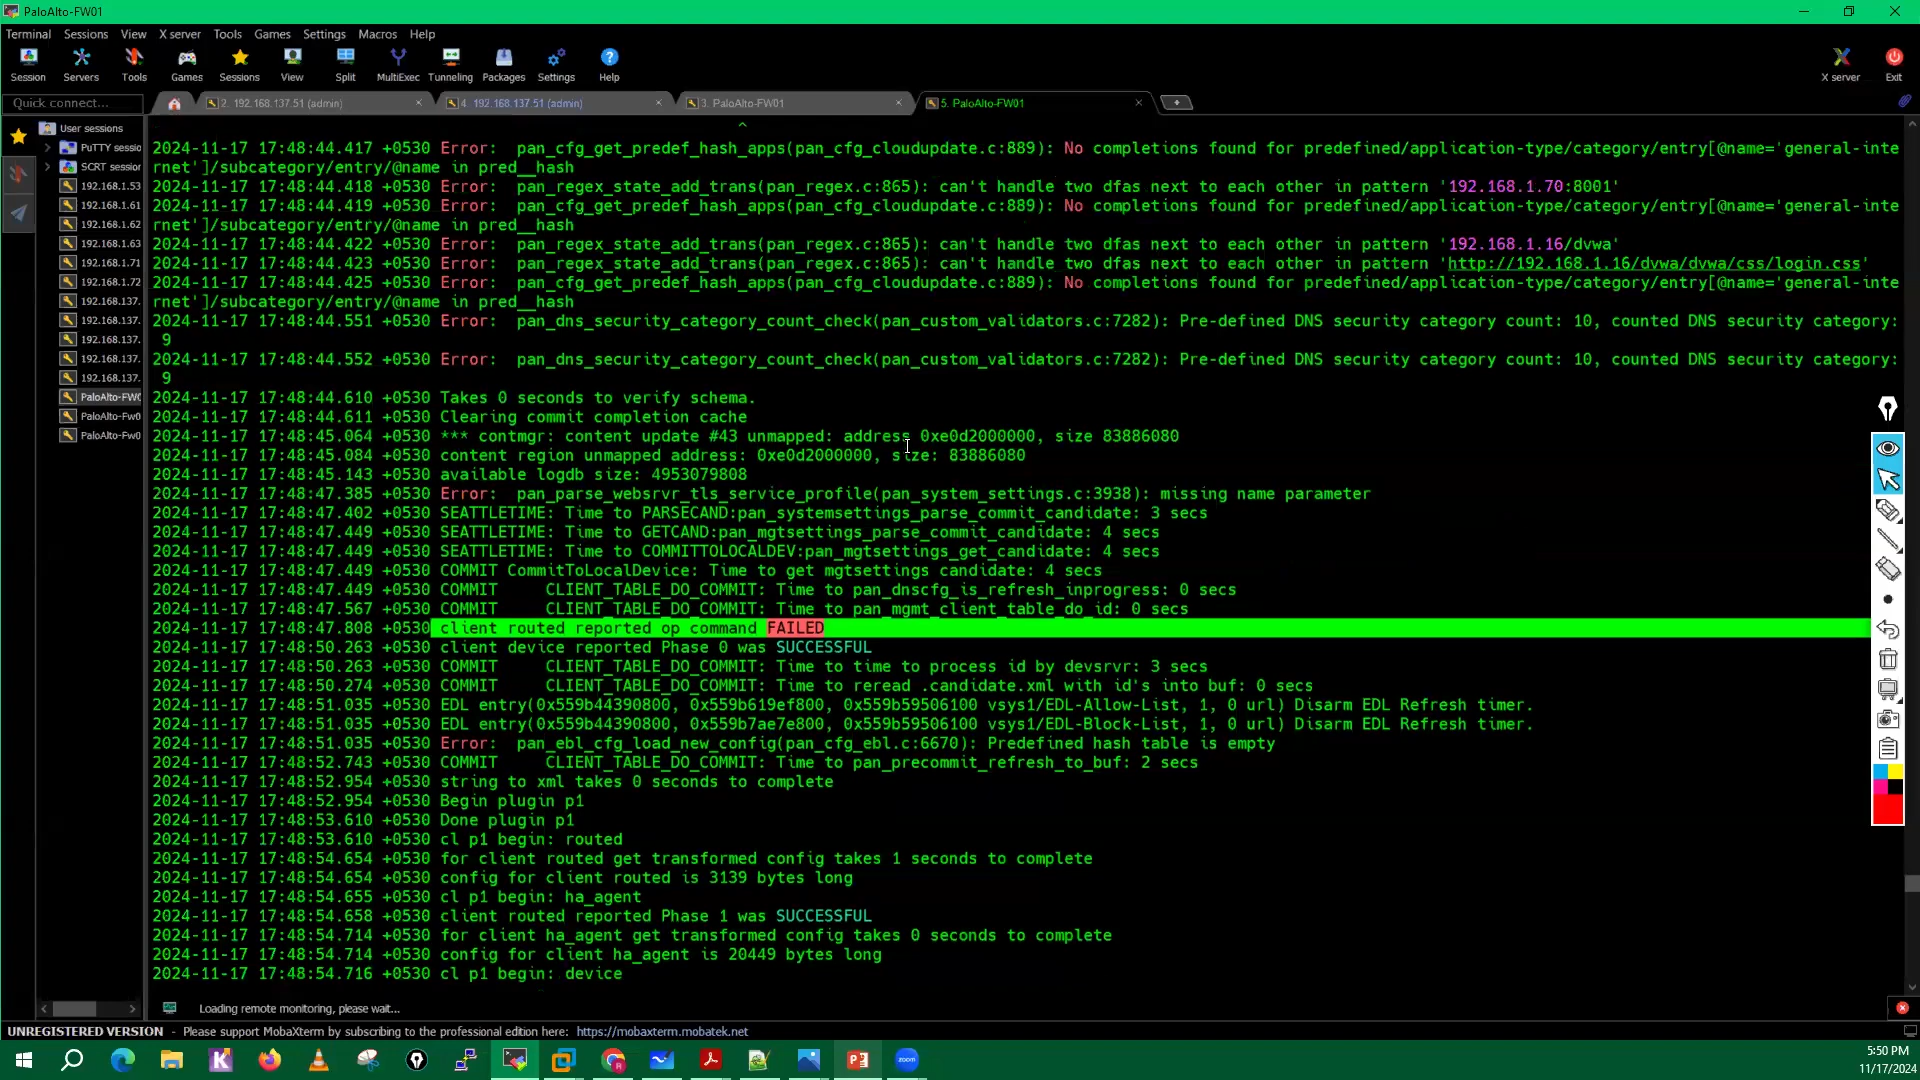 PaloAlto-FW01
Terminal Sessions View X server Tools Games Settings Macros Help
Session Servers Tools Games Sessions View Split MultiExec Tunneling Packages Settings Help X server Exit
Quick connect... 2. 192.168.137.51 (admin) 4. 192.168.137.51 (admin) 3. PaloAlto-FW01 5. PaloAlto-FW01
User sessions
PuTTY sessio
SCRT session
192.168.1.53
192.168.1.61
192.168.1.62
192.168.1.63
192.168.1.71
192.168.1.72
192.168.137.
192.168.137.
192.168.137.
192.168.137.
192.168.137.
PaloAlto-FW0
PaloAlto-Fw0
PaloAlto-Fw0
2024-11-17 17:48:44.417 +0530 Error:  pan_cfg_get_predef_hash_apps(pan_cfg_cloudupdate.c:889): No completions found for predefined/application-type/category/entry[@name='general-inte
rnet']/subcategory/entry/@name in pred__hash
2024-11-17 17:48:44.418 +0530 Error:  pan_regex_state_add_trans(pan_regex.c:865): can't handle two dfas next to each other in pattern '192.168.1.70:8001'
2024-11-17 17:48:44.419 +0530 Error:  pan_cfg_get_predef_hash_apps(pan_cfg_cloudupdate.c:889): No completions found for predefined/application-type/category/entry[@name='general-inte
rnet']/subcategory/entry/@name in pred__hash
2024-11-17 17:48:44.422 +0530 Error:  pan_regex_state_add_trans(pan_regex.c:865): can't handle two dfas next to each other in pattern '192.168.1.16/dvwa'
2024-11-17 17:48:44.423 +0530 Error:  pan_regex_state_add_trans(pan_regex.c:865): can't handle two dfas next to each other in pattern 'http://192.168.1.16/dvwa/dvwa/css/login.css'
2024-11-17 17:48:44.425 +0530 Error:  pan_cfg_get_predef_hash_apps(pan_cfg_cloudupdate.c:889): No completions found for predefined/application-type/category/entry[@name='general-inte
rnet']/subcategory/entry/@name in pred__hash
2024-11-17 17:48:44.551 +0530 Error:  pan_dns_security_category_count_check(pan_custom_validators.c:7282): Pre-defined DNS security category count: 10, counted DNS security category:
9
2024-11-17 17:48:44.552 +0530 Error:  pan_dns_security_category_count_check(pan_custom_validators.c:7282): Pre-defined DNS security category count: 10, counted DNS security category:
9
2024-11-17 17:48:44.610 +0530 Takes 0 seconds to verify schema.
2024-11-17 17:48:44.611 +0530 Clearing commit completion cache
2024-11-17 17:48:45.064 +0530 *** contmgr: content update #43 unmapped: address 0xe0d2000000, size 83886080
2024-11-17 17:48:45.084 +0530 content region unmapped address: 0xe0d2000000, size: 83886080
2024-11-17 17:48:45.143 +0530 available logdb size: 4953079808
2024-11-17 17:48:47.385 +0530 Error:  pan_parse_websrvr_tls_service_profile(pan_system_settings.c:3938): missing name parameter
2024-11-17 17:48:47.402 +0530 SEATTLETIME: Time to PARSECAND:pan_systemsettings_parse_commit_candidate: 3 secs
2024-11-17 17:48:47.449 +0530 SEATTLETIME: Time to GETCAND:pan_mgtsettings_parse_commit_candidate: 4 secs
2024-11-17 17:48:47.449 +0530 SEATTLETIME: Time to COMMITTOLOCALDEV:pan_mgtsettings_get_candidate: 4 secs
2024-11-17 17:48:47.449 +0530 COMMIT CommitToLocalDevice: Time to get mgtsettings candidate: 4 secs
2024-11-17 17:48:47.449 +0530 COMMIT     CLIENT_TABLE_DO_COMMIT: Time to pan_dnscfg_is_refresh_inprogress: 0 secs
2024-11-17 17:48:47.567 +0530 COMMIT     CLIENT_TABLE_DO_COMMIT: Time to pan_mgmt_client_table_do_id: 0 secs
2024-11-17 17:48:47.808 +0530 client routed reported op command FAILED
2024-11-17 17:48:50.263 +0530 client device reported Phase 0 was SUCCESSFUL
2024-11-17 17:48:50.263 +0530 COMMIT     CLIENT_TABLE_DO_COMMIT: Time to time to process id by devsrvr: 3 secs
2024-11-17 17:48:50.274 +0530 COMMIT     CLIENT_TABLE_DO_COMMIT: Time to reread .candidate.xml with id's into buf: 0 secs
2024-11-17 17:48:51.035 +0530 EDL entry(0x559b44390800, 0x559b619ef800, 0x559b59506100 vsys1/EDL-Allow-List, 1, 0 url) Disarm EDL Refresh timer.
2024-11-17 17:48:51.035 +0530 EDL entry(0x559b44390800, 0x559b7ae7e800, 0x559b59506100 vsys1/EDL-Block-List, 1, 0 url) Disarm EDL Refresh timer.
2024-11-17 17:48:51.035 +0530 Error:  pan_ebl_cfg_load_new_config(pan_cfg_ebl.c:6670): Predefined hash table is empty
2024-11-17 17:48:52.743 +0530 COMMIT     CLIENT_TABLE_DO_COMMIT: Time to pan_precommit_refresh_to_buf: 2 secs
2024-11-17 17:48:52.954 +0530 string to xml takes 0 seconds to complete
2024-11-17 17:48:52.954 +0530 Begin plugin p1
2024-11-17 17:48:53.610 +0530 Done plugin p1
2024-11-17 17:48:53.610 +0530 cl p1 begin: routed
2024-11-17 17:48:54.654 +0530 for client routed get transformed config takes 1 seconds to complete
2024-11-17 17:48:54.654 +0530 config for client routed is 3139 bytes long
2024-11-17 17:48:54.655 +0530 cl p1 begin: ha_agent
2024-11-17 17:48:54.658 +0530 client routed reported Phase 1 was SUCCESSFUL
2024-11-17 17:48:54.714 +0530 for client ha_agent get transformed config takes 0 seconds to complete
2024-11-17 17:48:54.714 +0530 config for client ha_agent is 20449 bytes long
2024-11-17 17:48:54.716 +0530 cl p1 begin: device
Loading remote monitoring, please wait...
UNREGISTERED VERSION - Please support MobaXterm by subscribing to the professional edition here: https://mobaxterm.mobatek.net
5:50 PM
11/17/2024